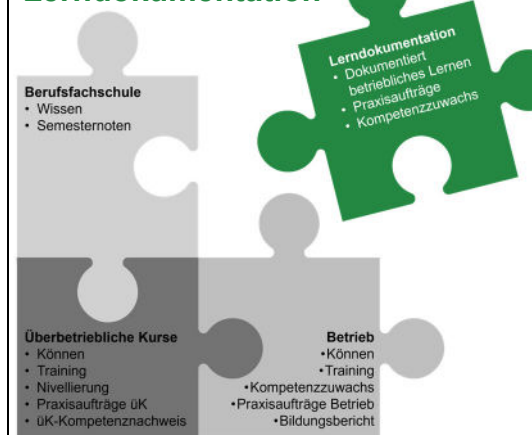 Lerndokumentation
Lerndokumentation
• Dokumentiert
betriebliches Lernen
• Praxisaufträge
• Kompetenzzuwachs
Berufsfachschule
• Wissen
• Semesternoten
Überbetriebliche Kurse
• Können
• Training
• Nivellierung
• Praxisaufträge üK
• üK-Kompetenznachweis
Betrieb
•Können
•Training
•Kompetenzzuwachs
•Praxisaufträge Betrieb
•Bildungsbericht